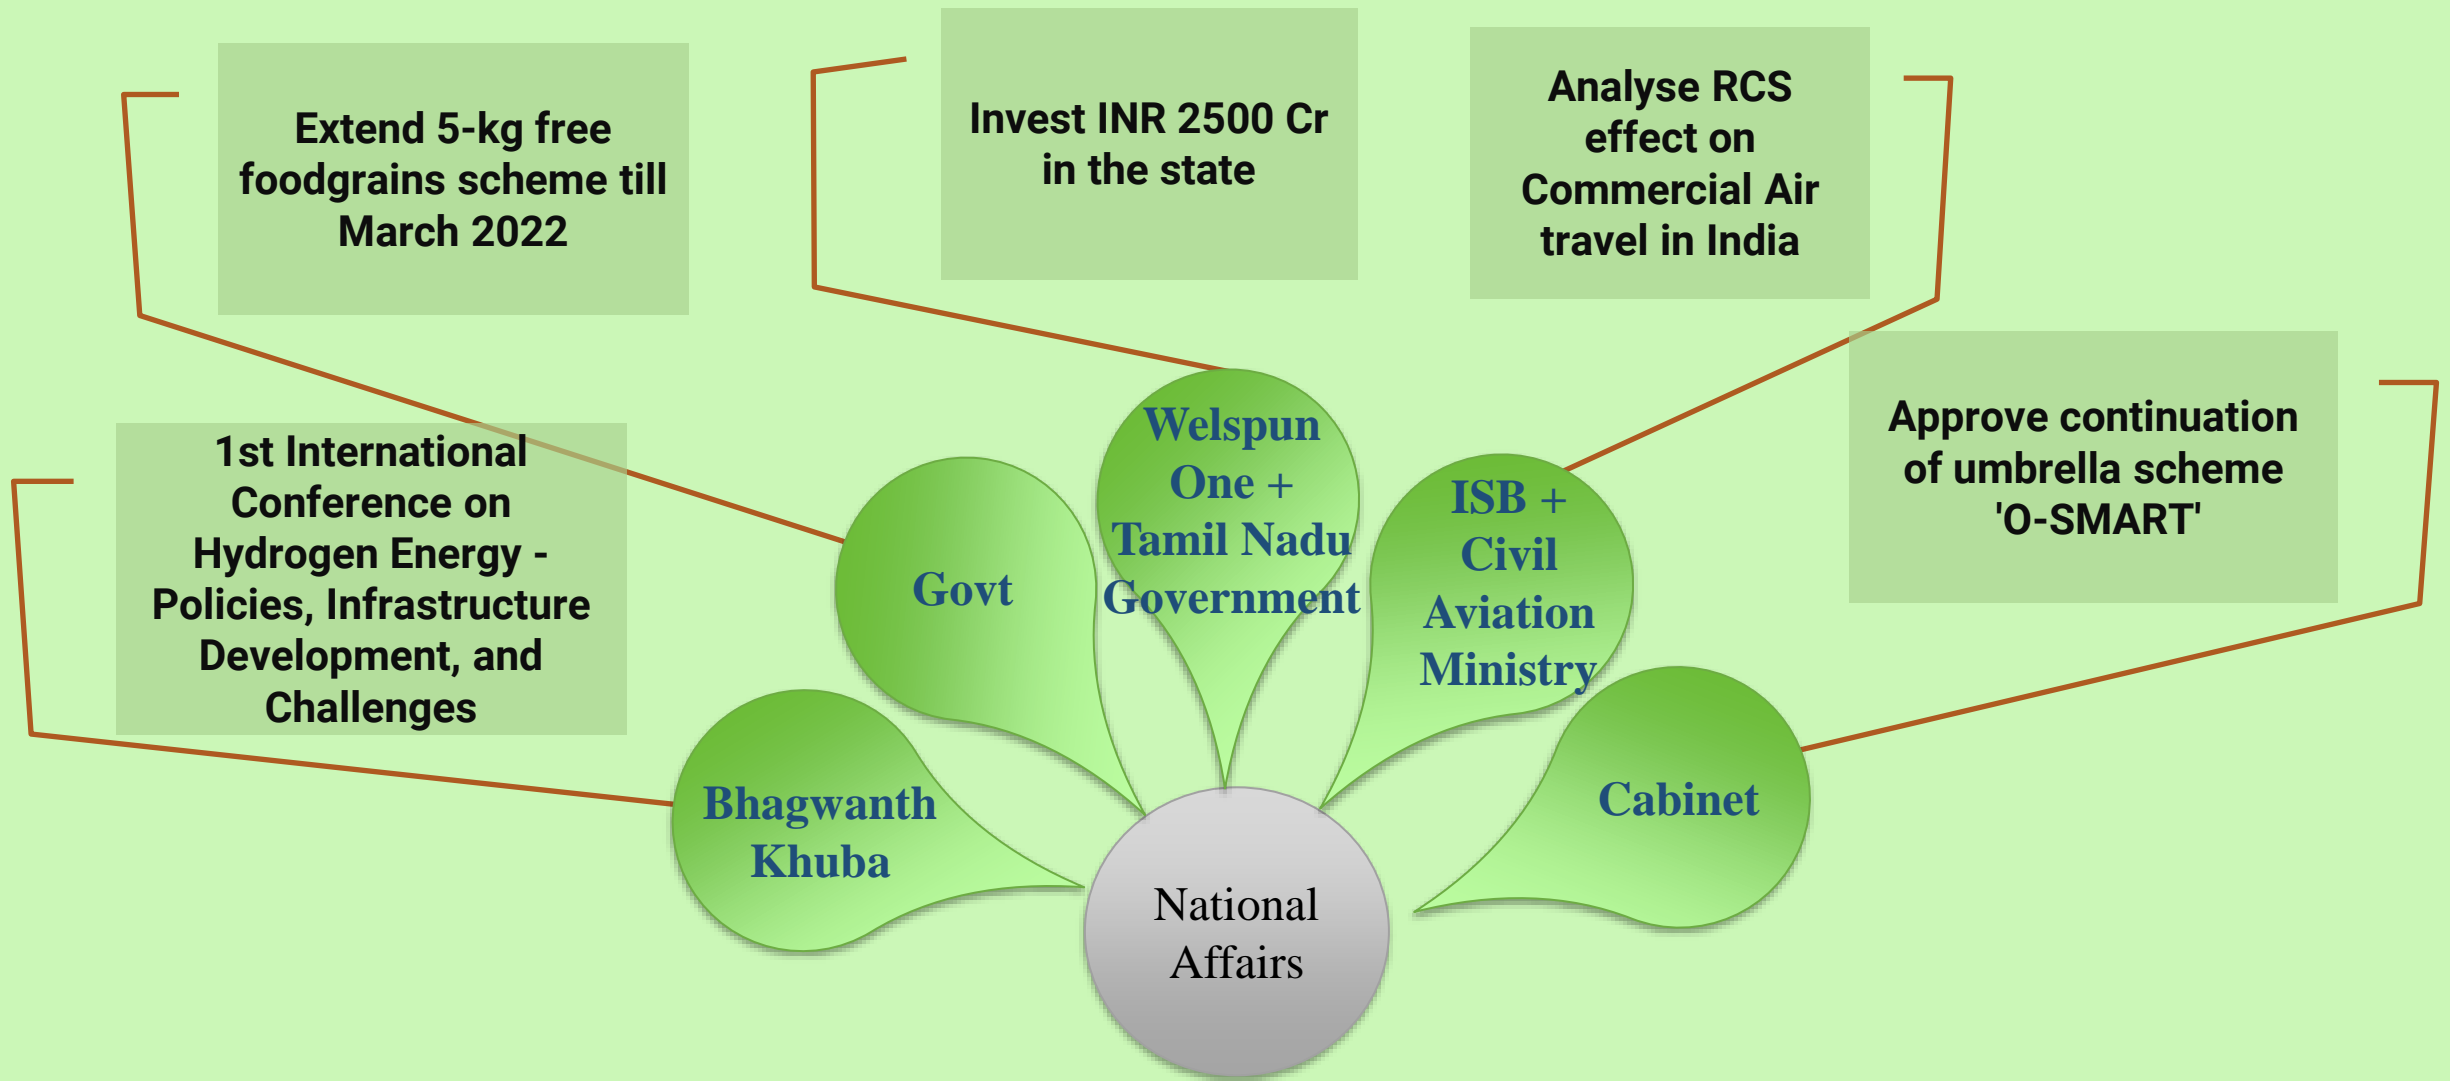 Extend 5-kg free
foodgrains scheme till
March 2022
Invest INR 2500 Cr
in the state
Analyse RCS
effect on
Commercial Air
travel in India
Approve continuation
of umbrella scheme
'O-SMART'
1st International
Conference on
Hydrogen Energy -
Policies, Infrastructure
Development, and
Challenges
Bhagwanth
Khuba
Govt
Welspun
One +
Tamil Nadu
Government
ISB +
Civil
Aviation
Ministry
Cabinet
National
Affairs